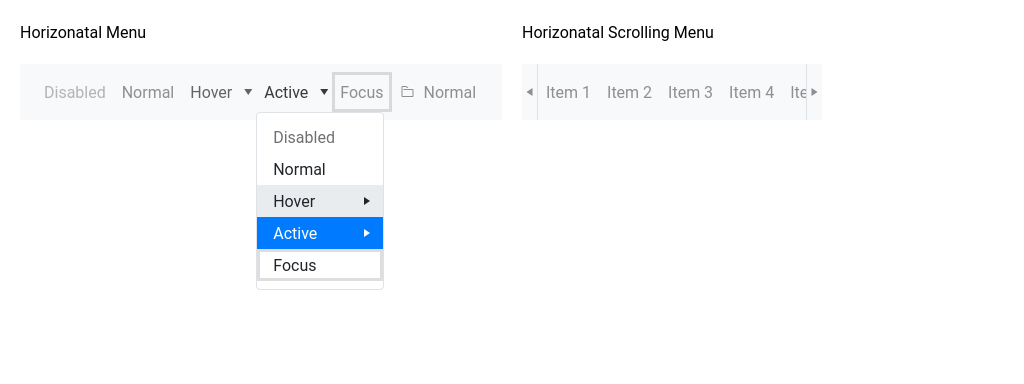 Horizonatal Menu
Disabled Normal Hover Active Focus Normal
Disabled
Normal
Hover
Active
Focus
Horizonatal Scrolling Menu
Item 1 Item 2 Item 3 Item 4 Ite